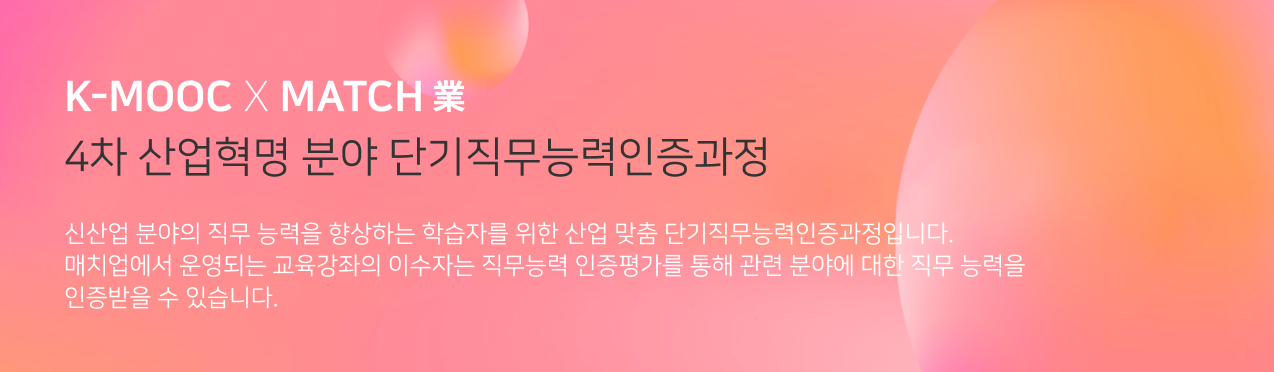 K-MOOC X MATCH 業
4차 산업혁명 분야 단기직무능력인증과정
신산업 분야의 직무 능력을 향상하는 학습자를 위한 산업 맞춤 단기직무능력인증과정입니다.
매치업에서 운영되는 교육강좌의 이수자는 직무능력 인증평가를 통해 관련 분야에 대한 직무 능력을
인증받을 수 있습니다.